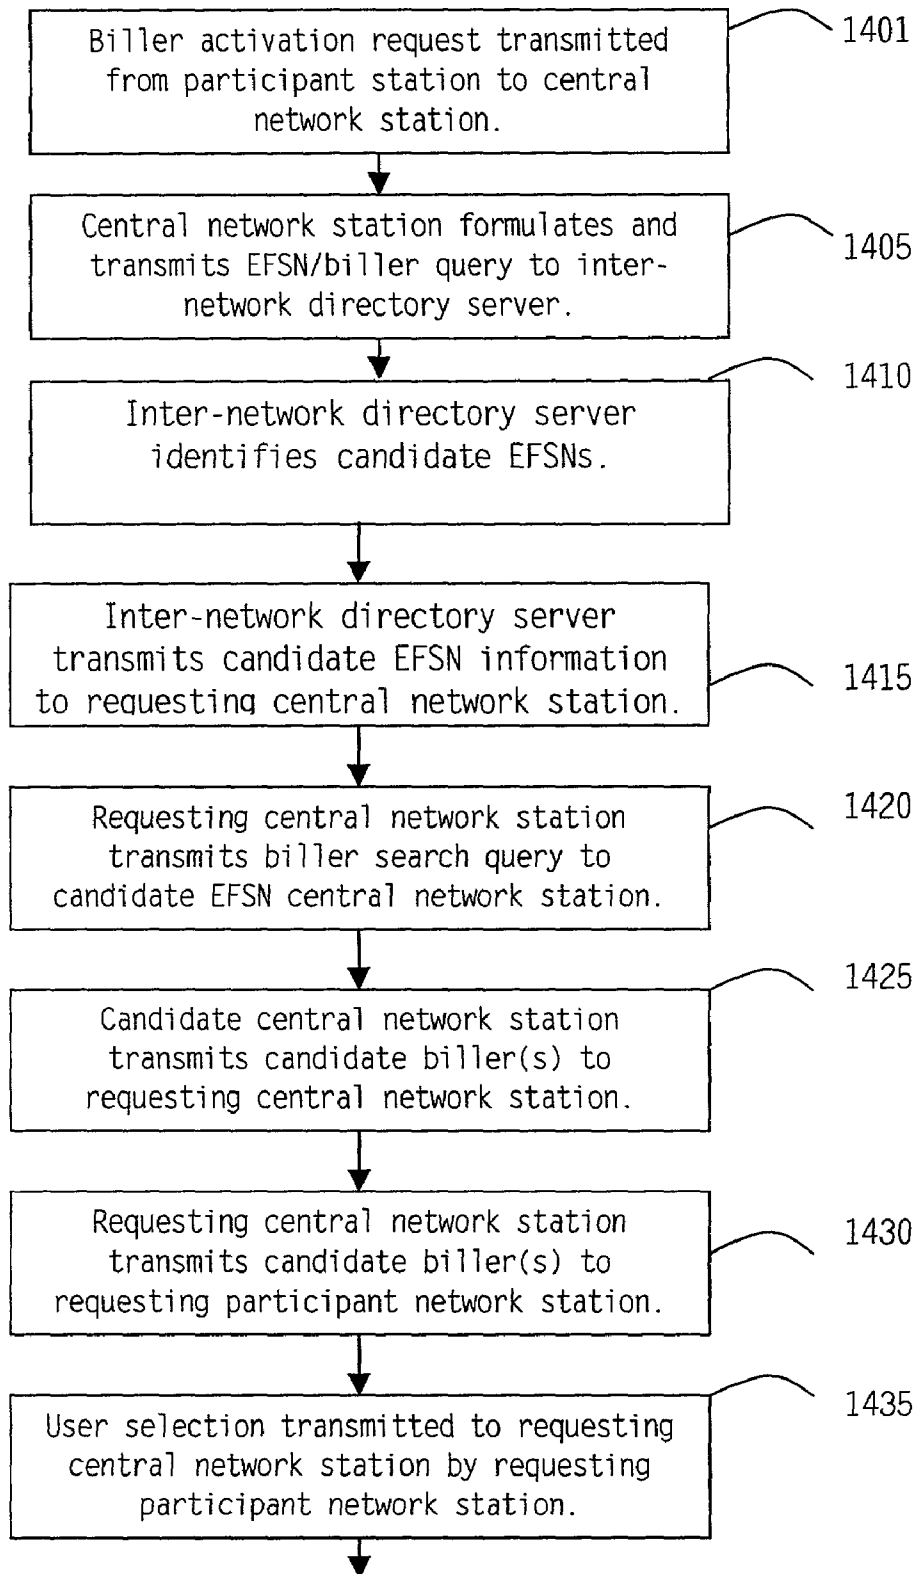 Biller activation request transmitted
from participant station to central
network station.
1401
Central network station formulates and
transmits EFSN/biller query to inter-
network directory server.
1405
Inter-network directory server
identifies candidate EFSNs.
1410
Inter-network directory server
transmits candidate EFSN information
to requesting central network station.
1415
Requesting central network station
transmits biller search query to
candidate EFSN central network station.
1420
Candidate central network station
transmits candidate biller(s) to
requesting central network station.
1425
Requesting central network station
transmits candidate biller(s) to
requesting participant network station.
1430
User selection transmitted to requesting
central network station by requesting
participant network station.
1435